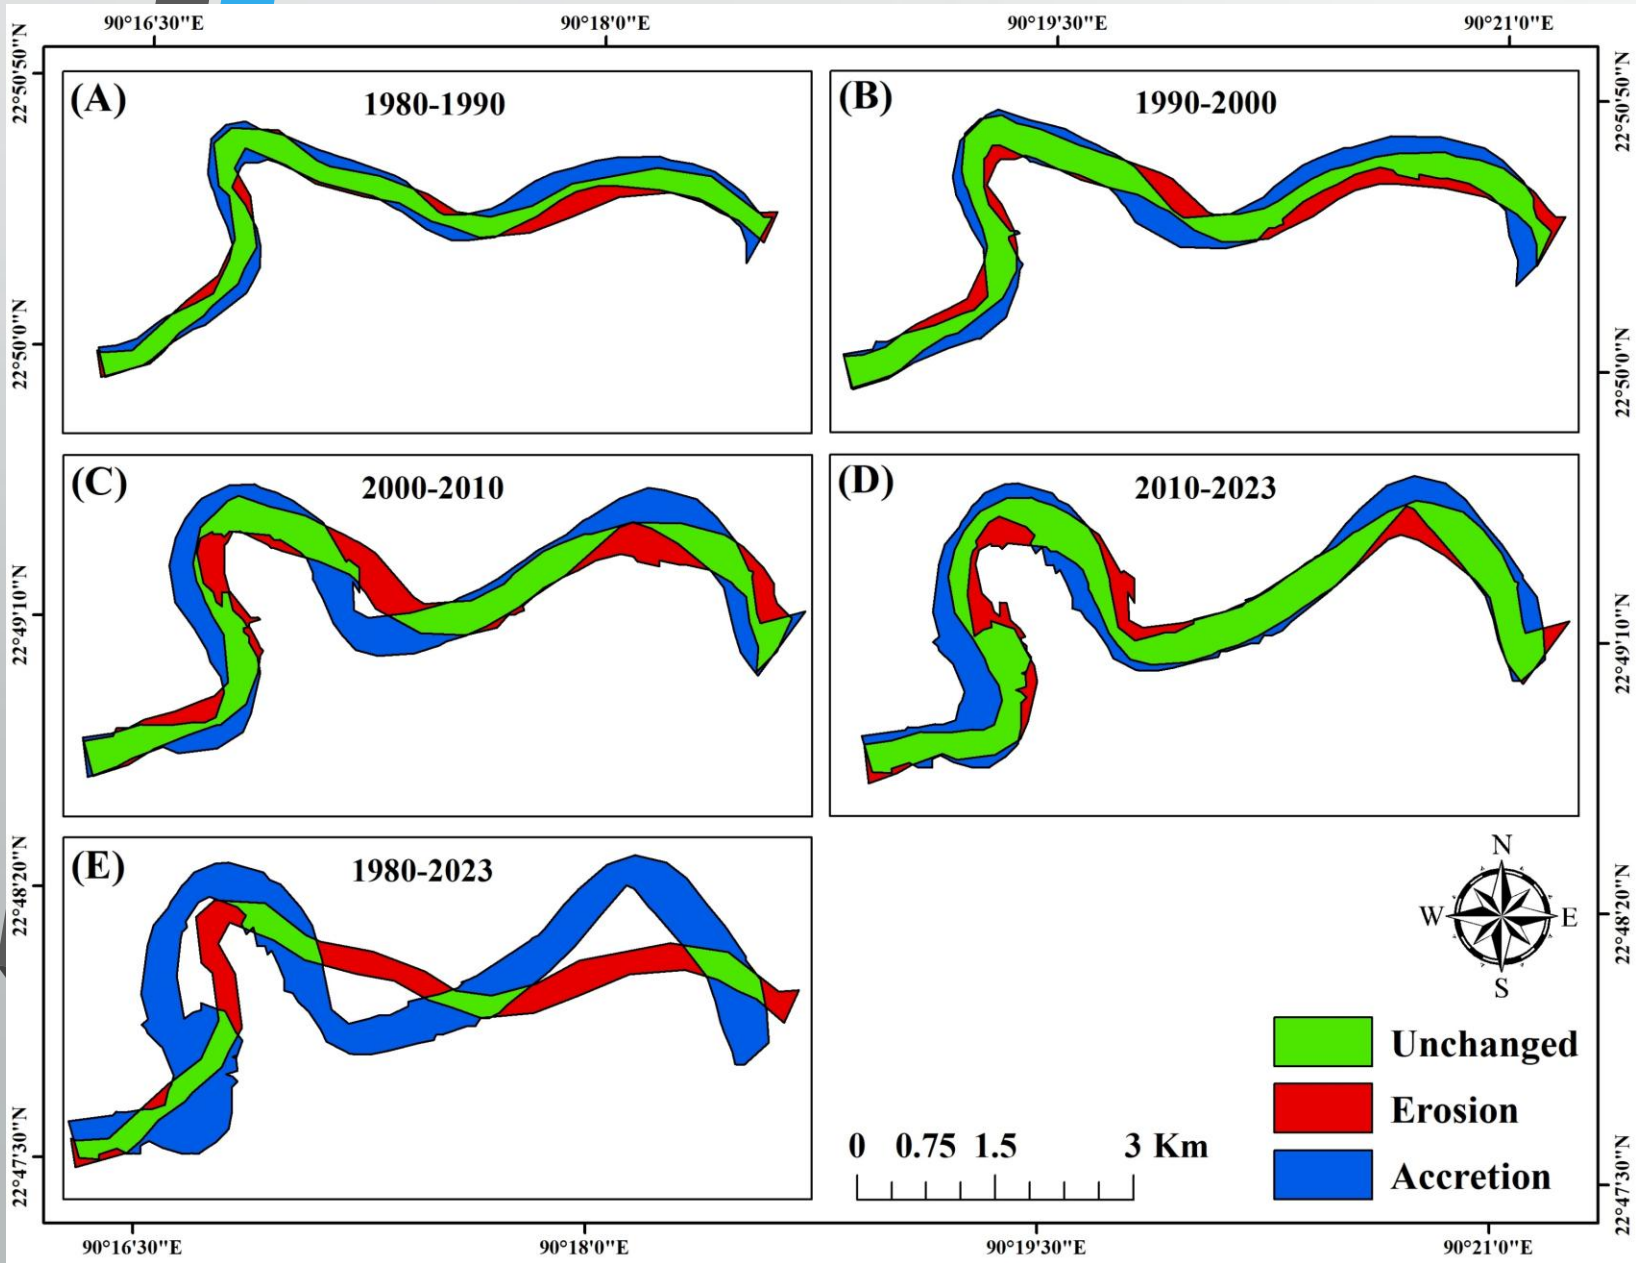 90°16'30"E 90°18'0"E 90°19'30"E 90°21'0"E
22°50'50"N
22°50'50"N
(A) 1980-1990
(B) 1990-2000
22°50'0"N
22°50'0"N
(C) 2000-2010
(D) 2010-2023
22°49'10"N
22°49'10"N
(E) 1980-2023
N
W E
S
22°48'20"N
22°48'20"N
Unchanged
Erosion
Accretion
0 0.75 1.5 3 Km
22°47'30"N
22°47'30"N
90°16'30"E 90°18'0"E 90°19'30"E 90°21'0"E